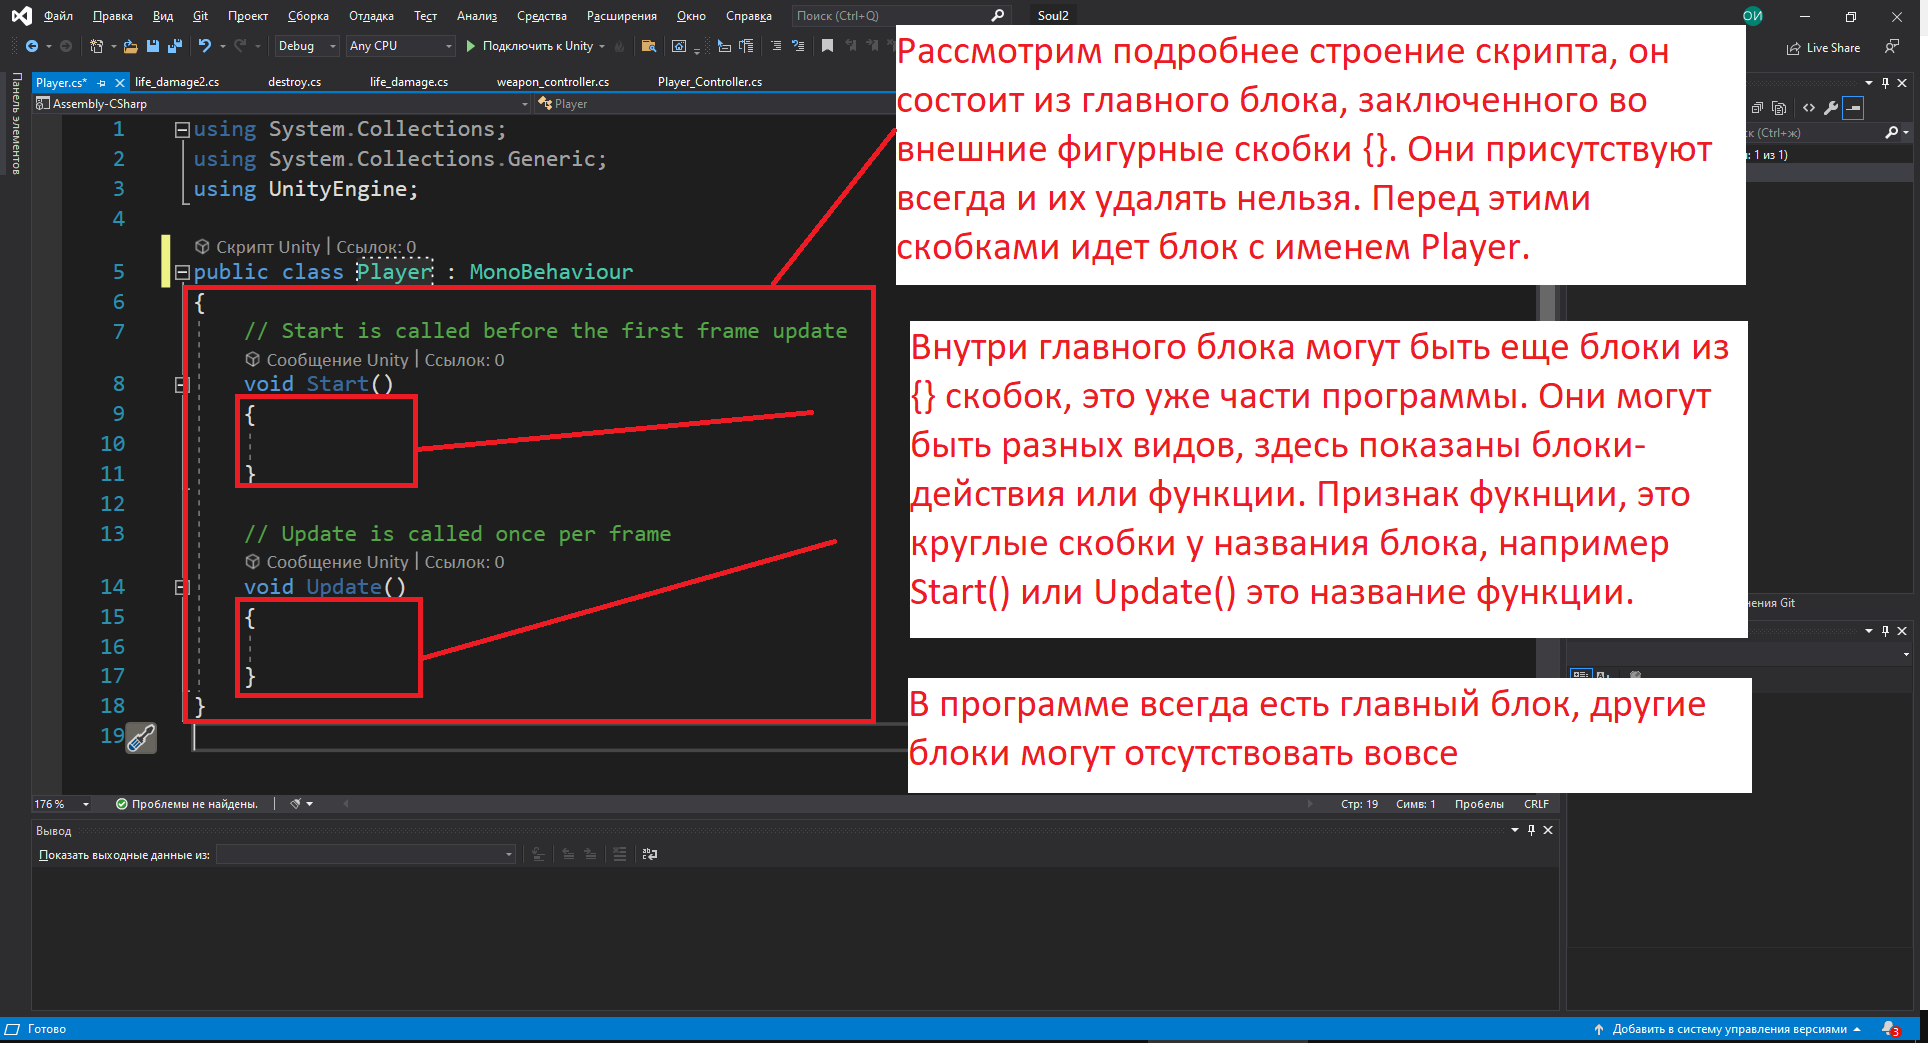 Файл Правка Вид Git Проект Сборка Отладка Тест Анализ Средства Расширения Окно Справка Поиск (Ctrl+Q) Soul2 ОИ
Debug Any CPU Подключить к Unity Live Share
Панель элементов
Player.cs* life_damage2.cs destroy.cs life_damage.cs weapon_controller.cs Player_Controller.cs
Assembly-CSharp Player
1 using System.Collections;
2 using System.Collections.Generic;
3 using UnityEngine;
4
Скрипт Unity | Ссылок: 0
5 public class Player : MonoBehaviour
6 {
7 // Start is called before the first frame update
Сообщение Unity | Ссылок: 0
8 void Start()
9 {
10
11 }
12
13 // Update is called once per frame
Сообщение Unity | Ссылок: 0
14 void Update()
15 {
16
17 }
18 }
19
Рассмотрим подробнее строение скрипта, он
состоит из главного блока, заключенного во
внешние фигурные скобки {}. Они присутствуют
всегда и их удалять нельзя. Перед этими
скобками идет блок с именем Player.
Внутри главного блока могут быть еще блоки из
{} скобок, это уже части программы. Они могут
быть разных видов, здесь показаны блоки-
действия или функции. Признак фукнции, это
круглые скобки у названия блока, например
Start() или Update() это название функции.
В программе всегда есть главный блок, другие
блоки могут отсутствовать вовсе
ск (Ctrl+ж)
: 1 из 1)
нения Git
176 % Проблемы не найдены. Стр: 19 Симв: 1 Пробелы CRLF
Вывод
Показать выходные данные из:
Готово Добавить в систему управления версиями 3